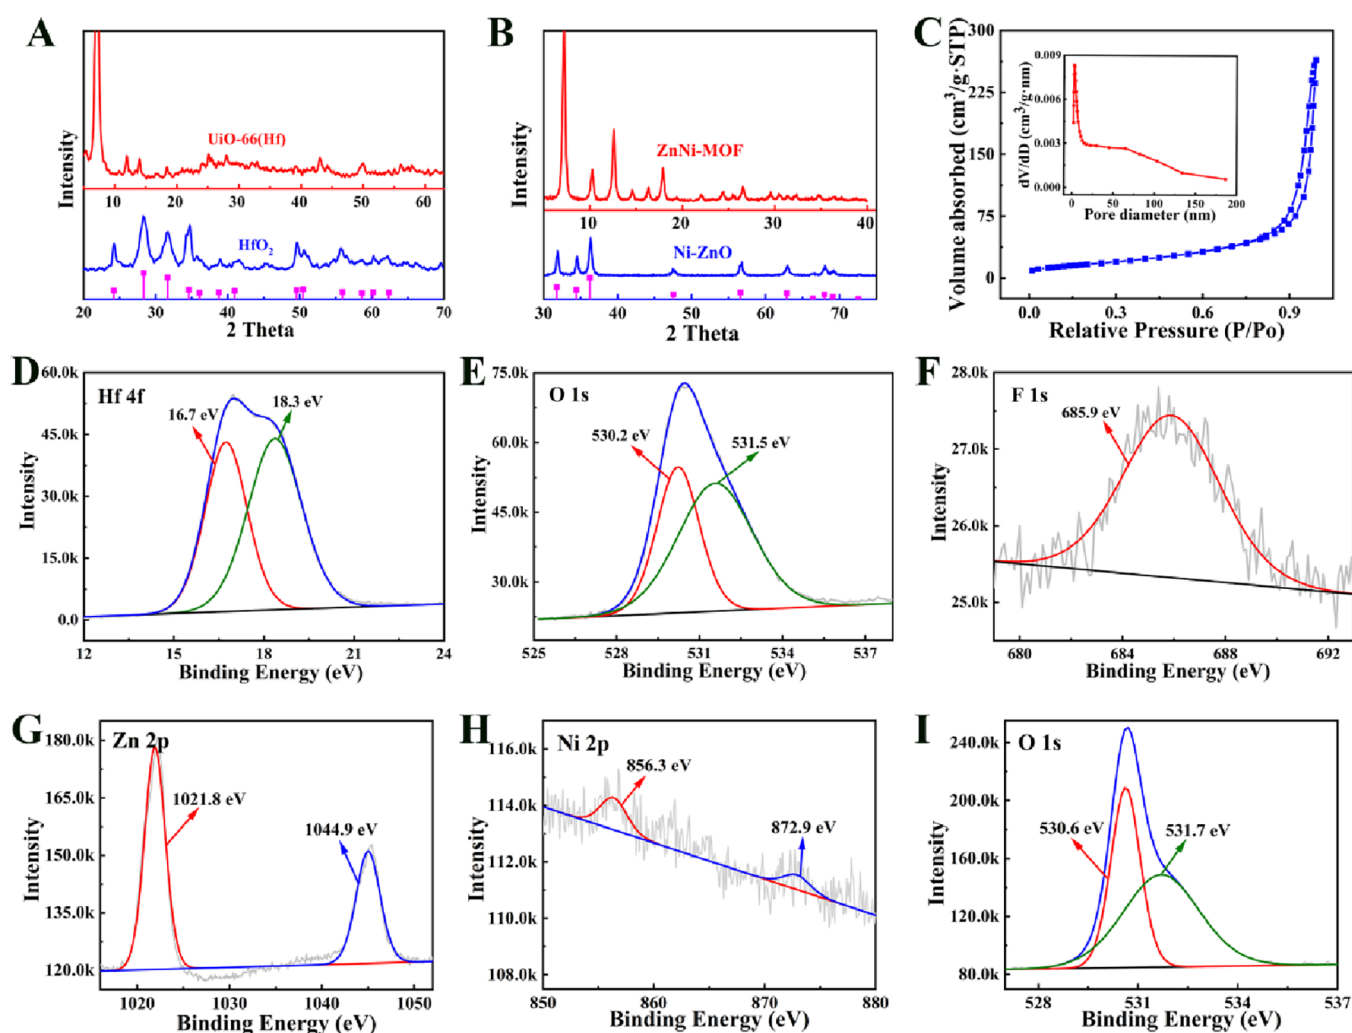 A
Intensity
UiO-66(Hf)
10 20 30 40 50 60
HfO2
20 30 40 50 60 70
2 Theta
B
Intensity
ZnNi-MOF
10 20 30 40
Ni-ZnO
30 40 50 60 70
2 Theta
C
Volume absorbed (cm3/g·STP)
300
225
150
75
0
0.0 0.3 0.6 0.9
Relative Pressure (P/Po)
dV/dD (cm3/g·nm)
0.009
0.006
0.003
0.000
0 50 100 150 200
Pore diameter (nm)
D
Hf 4f
Intensity
60.0k
45.0k
30.0k
15.0k
0.0
16.7 eV
18.3 eV
12 15 18 21 24
Binding Energy (eV)
E
O 1s
Intensity
75.0k
60.0k
45.0k
30.0k
530.2 eV
531.5 eV
525 528 531 534 537
Binding Energy (eV)
F
F 1s
Intensity
28.0k
27.0k
26.0k
25.0k
685.9 eV
680 684 688 692
Binding Energy (eV)
G
Zn 2p
Intensity
180.0k
165.0k
150.0k
135.0k
120.0k
1021.8 eV
1044.9 eV
1020 1030 1040 1050
Binding Energy (eV)
H
Ni 2p
Intensity
116.0k
114.0k
112.0k
110.0k
108.0k
856.3 eV
872.9 eV
850 860 870 880
Binding Energy (eV)
I
O 1s
Intensity
240.0k
200.0k
160.0k
120.0k
80.0k
530.6 eV
531.7 eV
528 531 534 537
Binding Energy (eV)